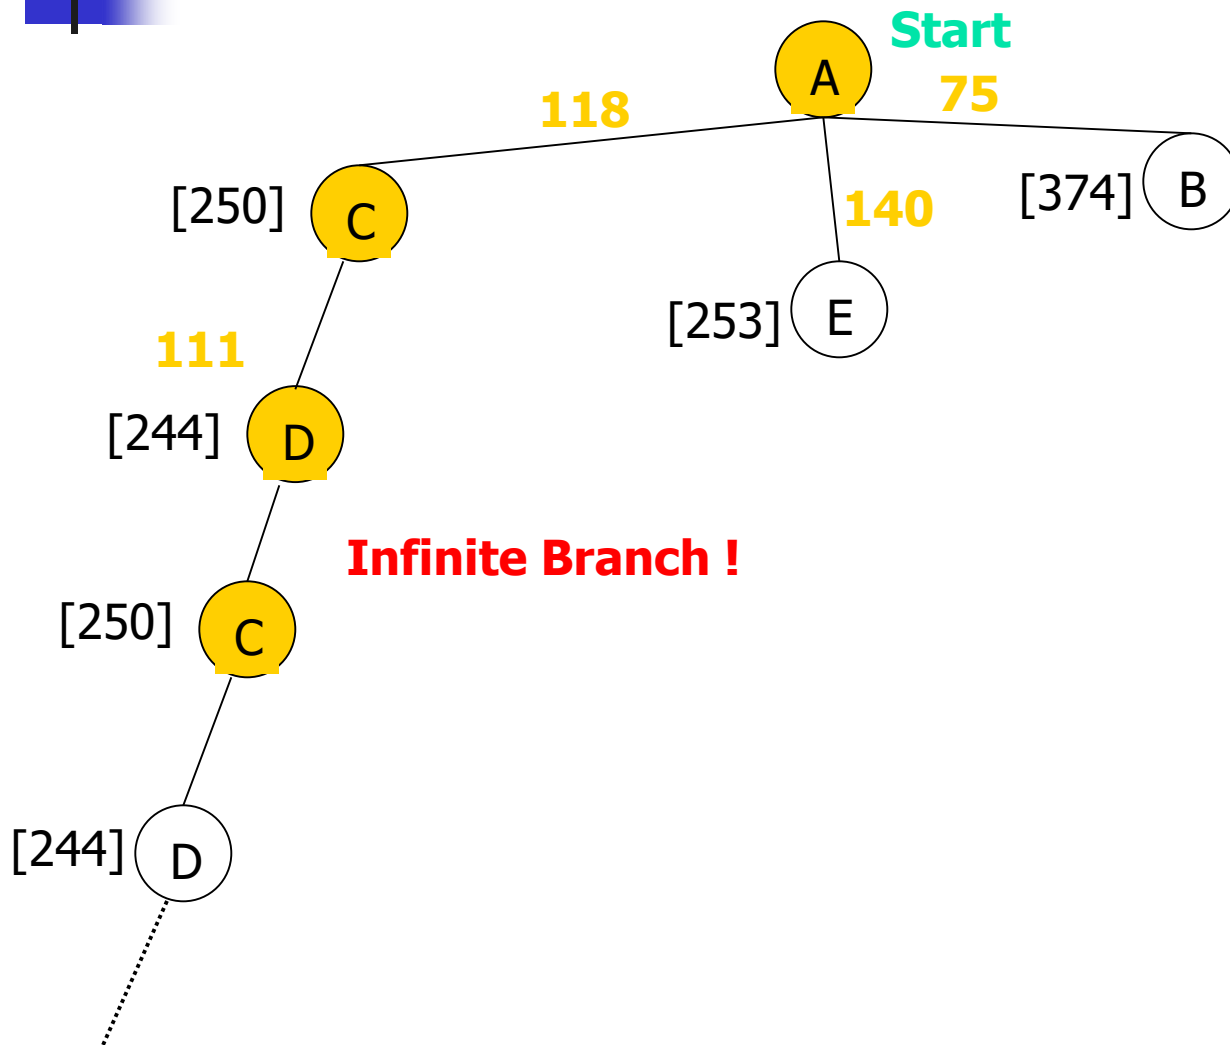 Start
A
118
75
[250]
C
140
[374]
B
[253]
E
111
[244]
D
Infinite Branch !
[250]
C
[244]
D